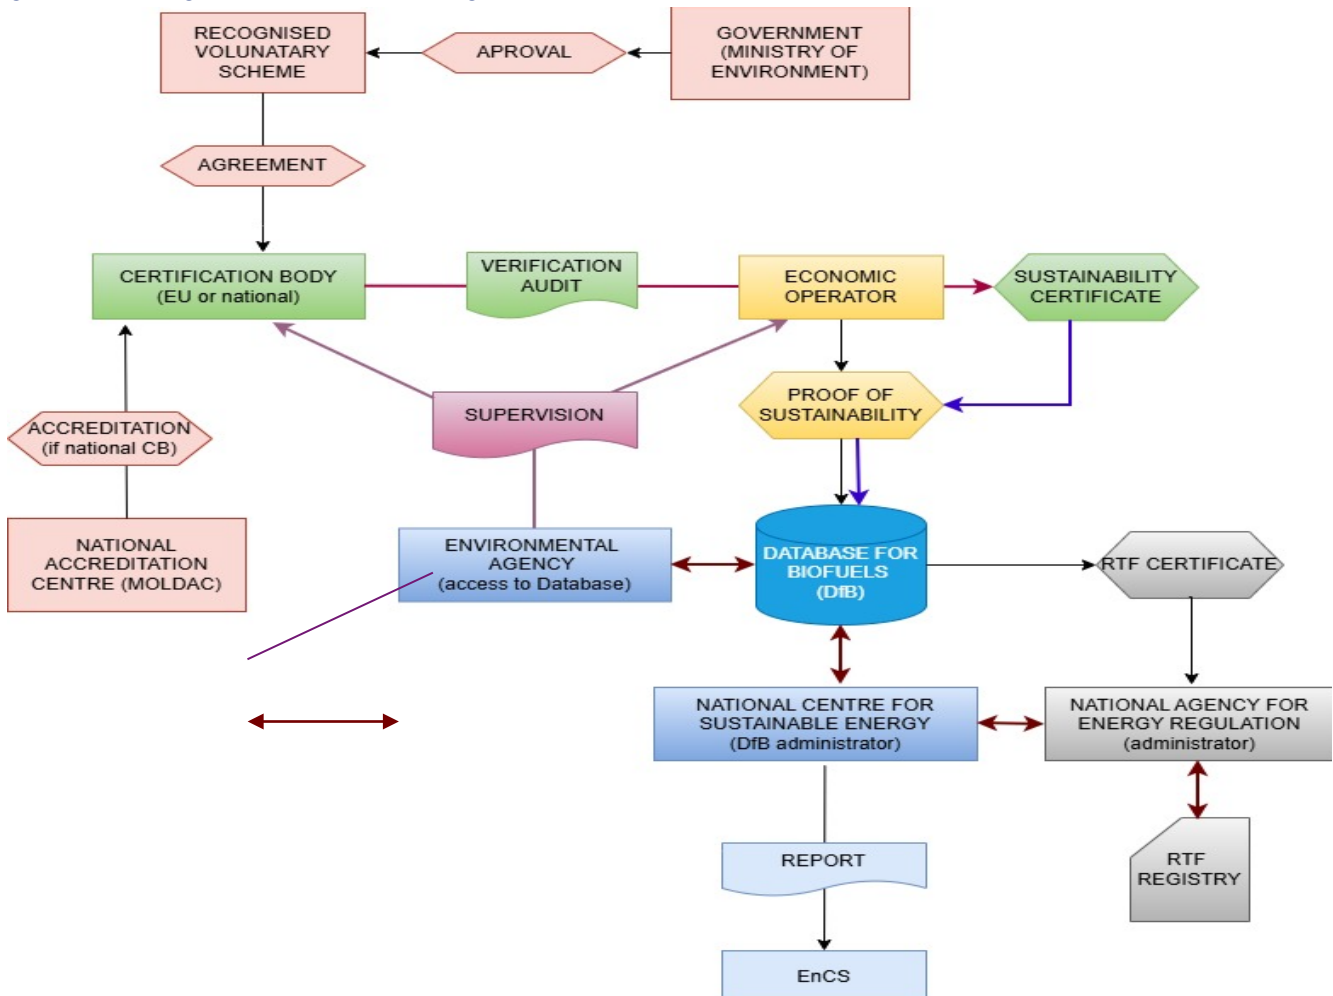 RECOGNISED
VOLUNATARY
SCHEME
APROVAL
GOVERNMENT
(MINISTRY OF
ENVIRONMENT)
AGREEMENT
CERTIFICATION BODY
(EU or national)
VERIFICATION
AUDIT
ECONOMIC
OPERATOR
SUSTAINABILITY
CERTIFICATE
SUPERVISION
PROOF OF
SUSTAINABILITY
ACCREDITATION
(if national CB)
NATIONAL
ACCREDITATION
CENTRE (MOLDAC)
ENVIRONMENTAL
AGENCY
(access to Database)
DATABASE FOR
BIOFUELS
(DfB)
RTF CERTIFICATE
NATIONAL CENTRE FOR
SUSTAINABLE ENERGY
(DfB administrator)
NATIONAL AGENCY FOR
ENERGY REGULATION
(administrator)
REPORT
RTF
REGISTRY
EnCS